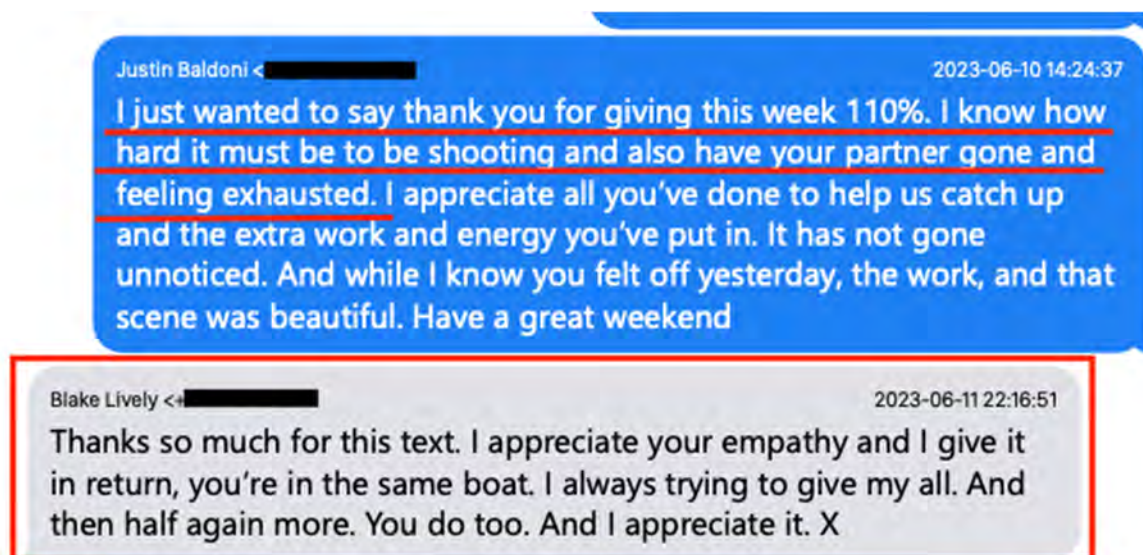 Justin Baldoni <
2023-06-10 14:24:37
I just wanted to say thank you for giving this week 110%. I know how
hard it must be to be shooting and also have your partner gone and
feeling exhausted. I appreciate all you've done to help us catch up
and the extra work and energy you've put in. It has not gone
unnoticed. And while I know you felt off yesterday, the work, and that
scene was beautiful. Have a great weekend
Blake Lively <+
2023-06-11 22:16:51
Thanks so much for this text. I appreciate your empathy and I give it
in return, you're in the same boat. I always trying to give my all. And
then half again more. You do too. And I appreciate it. X